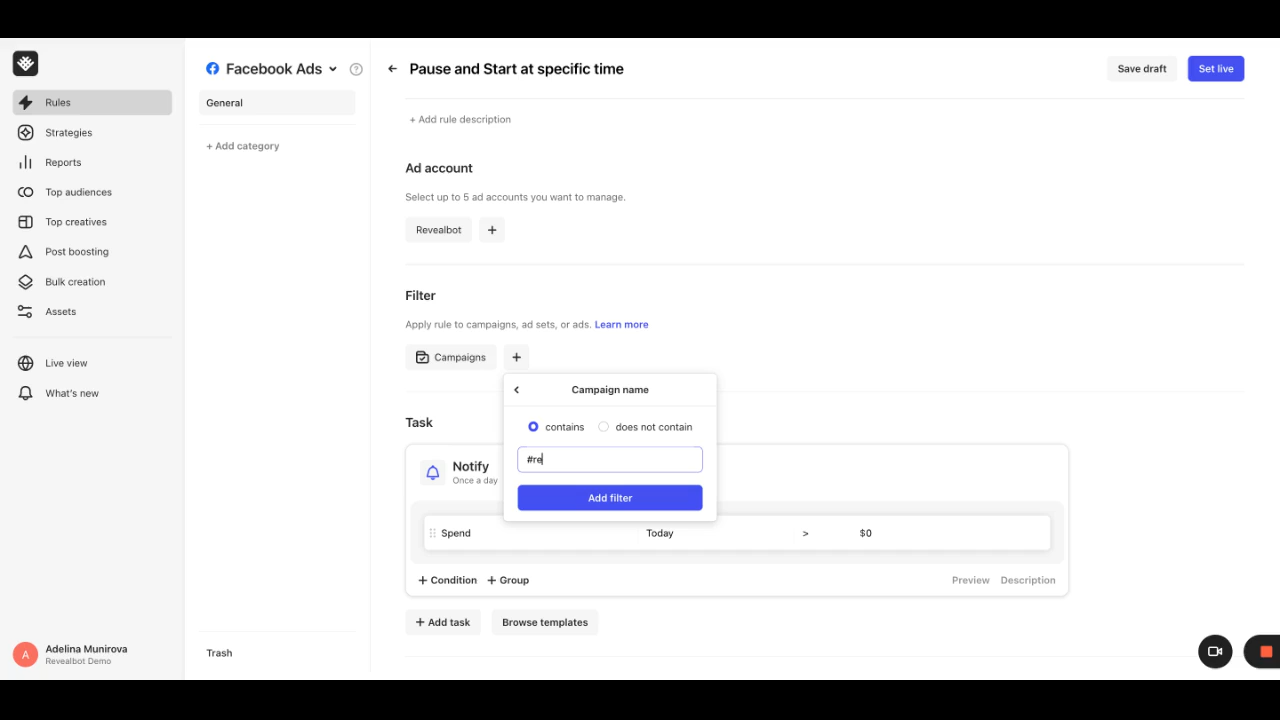 Rules
Strategies
Reports
Top audiences
Top creatives
Post boosting
Bulk creation
Assets
Live view
What's new
A
Adelina Munirova
Revealbot Demo
Facebook Ads
?
General
+ Add category
Trash
Pause and Start at specific time
Save draft
Set live
+ Add rule description
Ad account
Select up to 5 ad accounts you want to manage.
Revealbot +
Filter
Apply rule to campaigns, ad sets, or ads. Learn more
Campaigns +
Campaign name
contains does not contain
#re
Add filter
Task
Notify
Once a day
Spend Today > $0
+ Condition + Group Preview Description
+ Add task Browse templates